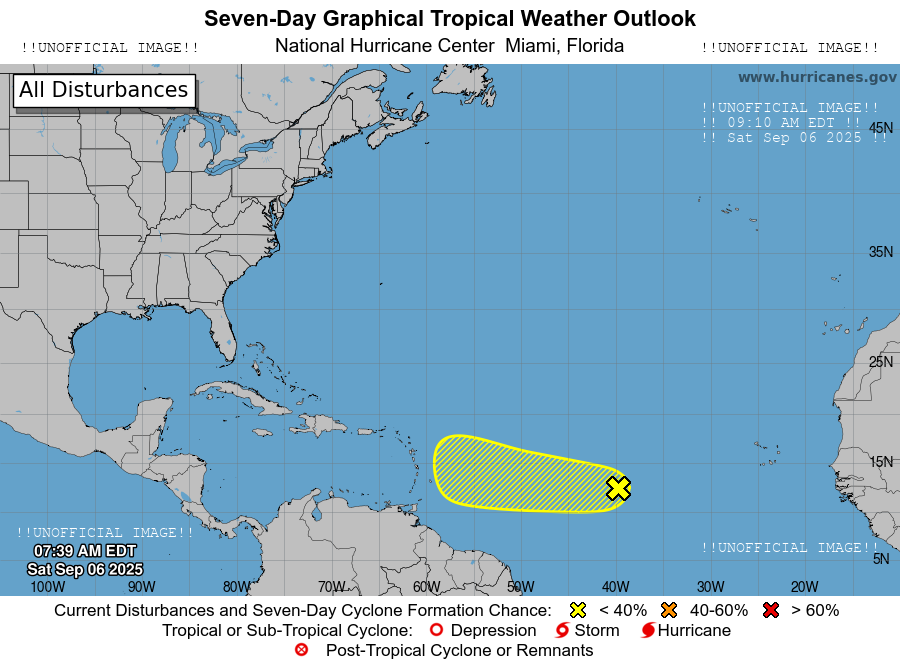 Seven-Day Graphical Tropical Weather Outlook
!!UNOFFICIAL IMAGE!! National Hurricane Center Miami, Florida !!UNOFFICIAL IMAGE!!
All Disturbances
www.hurricanes.gov
!!UNOFFICIAL IMAGE!!
!! 09:10 AM EDT !!
!! Sat Sep 06 2025 !!
45N
35N
25N
15N
!!UNOFFICIAL IMAGE!!
07:39 AM EDT
!!UNOFFICIAL IMAGE!!
5N
Sat Sep 06 2025
100W 90W 80W 70W 60W 50W 40W 30W 20W
Current Disturbances and Seven-Day Cyclone Formation Chance: < 40% 40-60% > 60%
Tropical or Sub-Tropical Cyclone: Depression Storm Hurricane
Post-Tropical Cyclone or Remnants